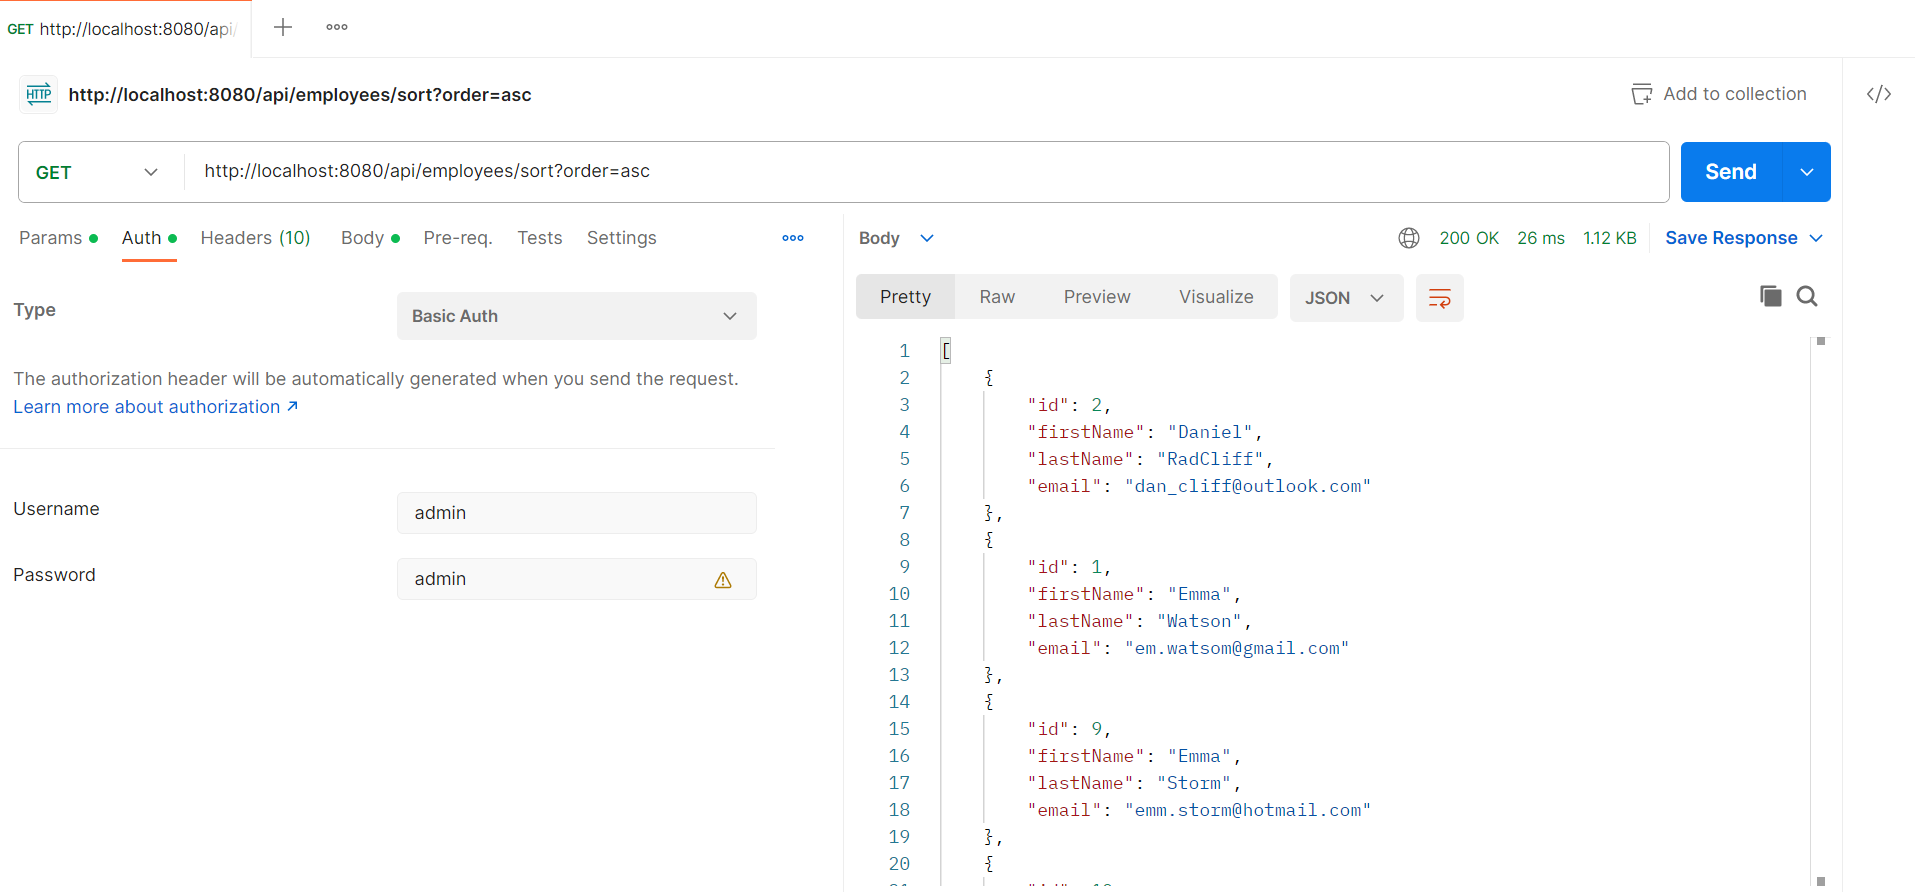 GET http://localhost:8080/api/
HTTP http://localhost:8080/api/employees/sort?order=asc
Add to collection
GET
http://localhost:8080/api/employees/sort?order=asc
Send
Params
Auth
Headers (10)
Body
Pre-req.
Tests
Settings
Type
Basic Auth
The authorization header will be automatically generated when you send the request.
Learn more about authorization
Username
admin
Password
admin
Body
200 OK
26 ms
1.12 KB
Save Response
Pretty
Raw
Preview
Visualize
JSON
1 [
2 {
3 "id": 2,
4 "firstName": "Daniel",
5 "lastName": "RadCliff",
6 "email": "dan_cliff@outlook.com"
7 },
8 {
9 "id": 1,
10 "firstName": "Emma",
11 "lastName": "Watson",
12 "email": "em.watsom@gmail.com"
13 },
14 {
15 "id": 9,
16 "firstName": "Emma",
17 "lastName": "Storm",
18 "email": "emm.storm@hotmail.com"
19 },
20 {